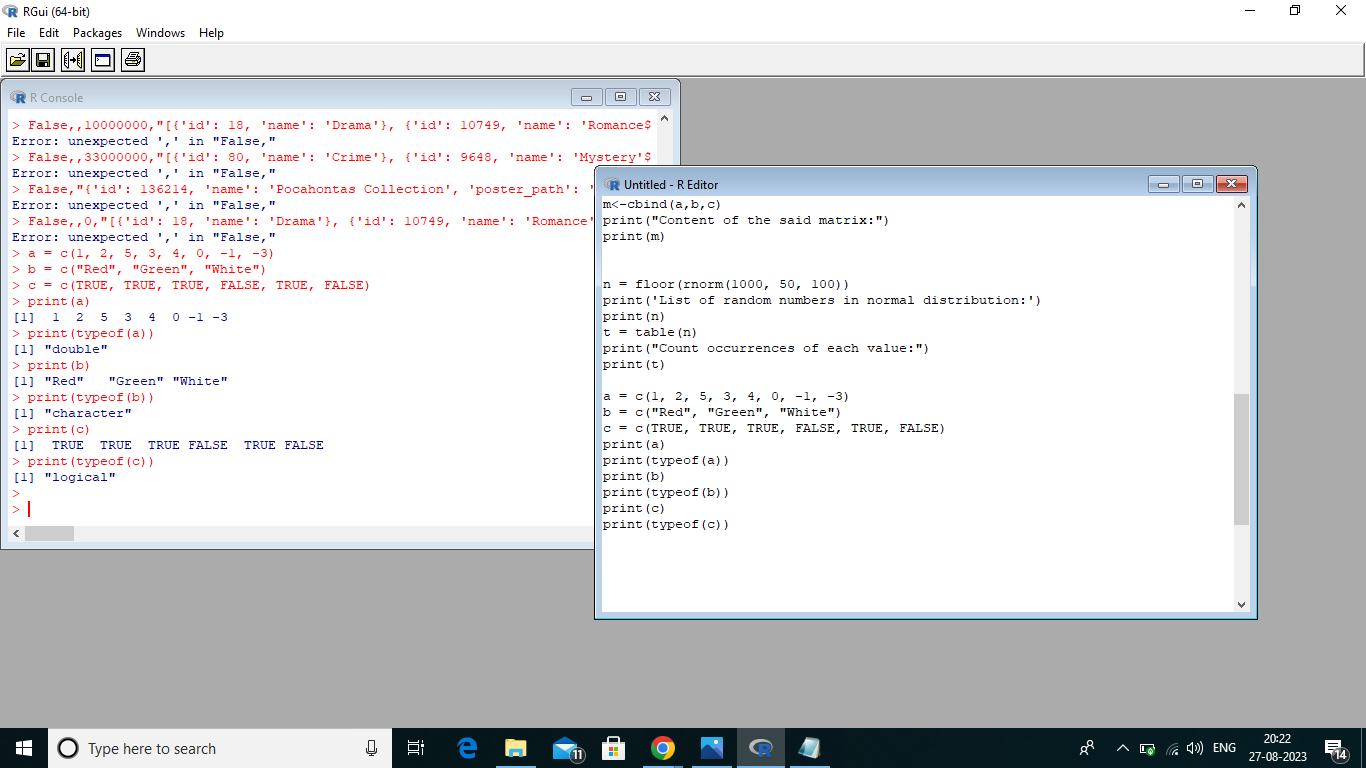 RGui (64-bit)
File Edit Packages Windows Help
R Console
> False,,10000000,"[{'id': 18, 'name': 'Drama'}, {'id': 10749, 'name': 'Romance$
Error: unexpected ',' in "False,"
> False,,33000000,"[{'id': 80, 'name': 'Crime'}, {'id': 9648, 'name': 'Mystery'$
Error: unexpected ',' in "False,"
> False,"{'id': 136214, 'name': 'Pocahontas Collection', 'poster_path': '
Error: unexpected ',' in "False,"
> False,,0,"[{'id': 18, 'name': 'Drama'}, {'id': 10749, 'name': 'Romance'
Error: unexpected ',' in "False,"
> a = c(1, 2, 5, 3, 4, 0, -1, -3)
> b = c("Red", "Green", "White")
> c = c(TRUE, TRUE, TRUE, FALSE, TRUE, FALSE)
> print(a)
[1]  1  2  5  3  4  0 -1 -3
> print(typeof(a))
[1] "double"
> print(b)
[1] "Red"   "Green" "White"
> print(typeof(b))
[1] "character"
> print(c)
[1]  TRUE  TRUE  TRUE FALSE  TRUE FALSE
> print(typeof(c))
[1] "logical"
>
>
Untitled - R Editor
m<-cbind(a,b,c)
print("Content of the said matrix:")
print(m)
n = floor(rnorm(1000, 50, 100))
print('List of random numbers in normal distribution:')
print(n)
t = table(n)
print("Count occurrences of each value:")
print(t)
a = c(1, 2, 5, 3, 4, 0, -1, -3)
b = c("Red", "Green", "White")
c = c(TRUE, TRUE, TRUE, FALSE, TRUE, FALSE)
print(a)
print(typeof(a))
print(b)
print(typeof(b))
print(c)
print(typeof(c))
Type here to search
11
ENG
20:22
27-08-2023
14